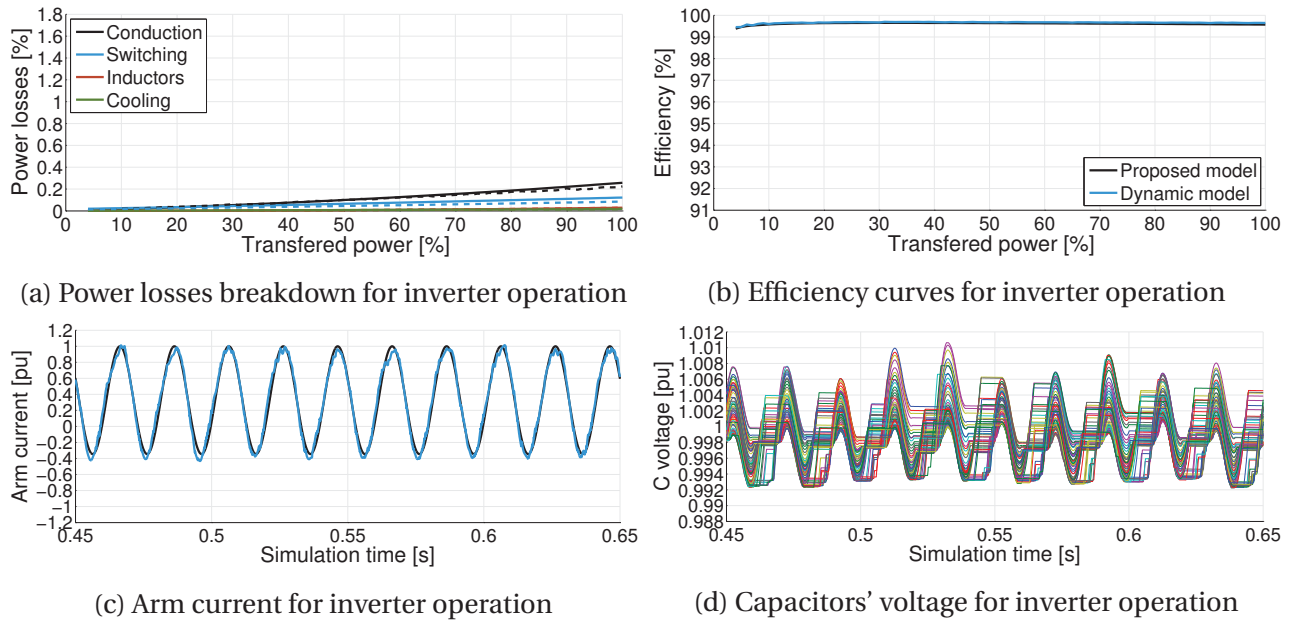 1.8
1.6
1.4
1.2
1
0.8
0.6
0.4
0.2
0
Power losses [%]
Conduction
Switching
Inductors
Cooling
0 10 20 30 40 50 60 70 80 90 100
Transfered power [%]
(a) Power losses breakdown for inverter operation
100
99
98
97
96
95
94
93
92
91
Efficiency [%]
Proposed model
Dynamic model
0 10 20 30 40 50 60 70 80 90 100
Transfered power [%]
(b) Efficiency curves for inverter operation
1.2
1
0.8
0.6
0.4
0.2
0
−0.2
−0.4
−0.6
−0.8
−1
−1.2
Arm current [pu]
0.45 0.5 0.55 0.6 0.65
Simulation time [s]
(c) Arm current for inverter operation
1.012
1.01
1.006
1.004
1.002
1
0.998
0.996
0.994
0.992
0.988
C voltage [pu]
0.45 0.5 0.55 0.6 0.65
Simulation time [s]
(d) Capacitors’ voltage for inverter operation